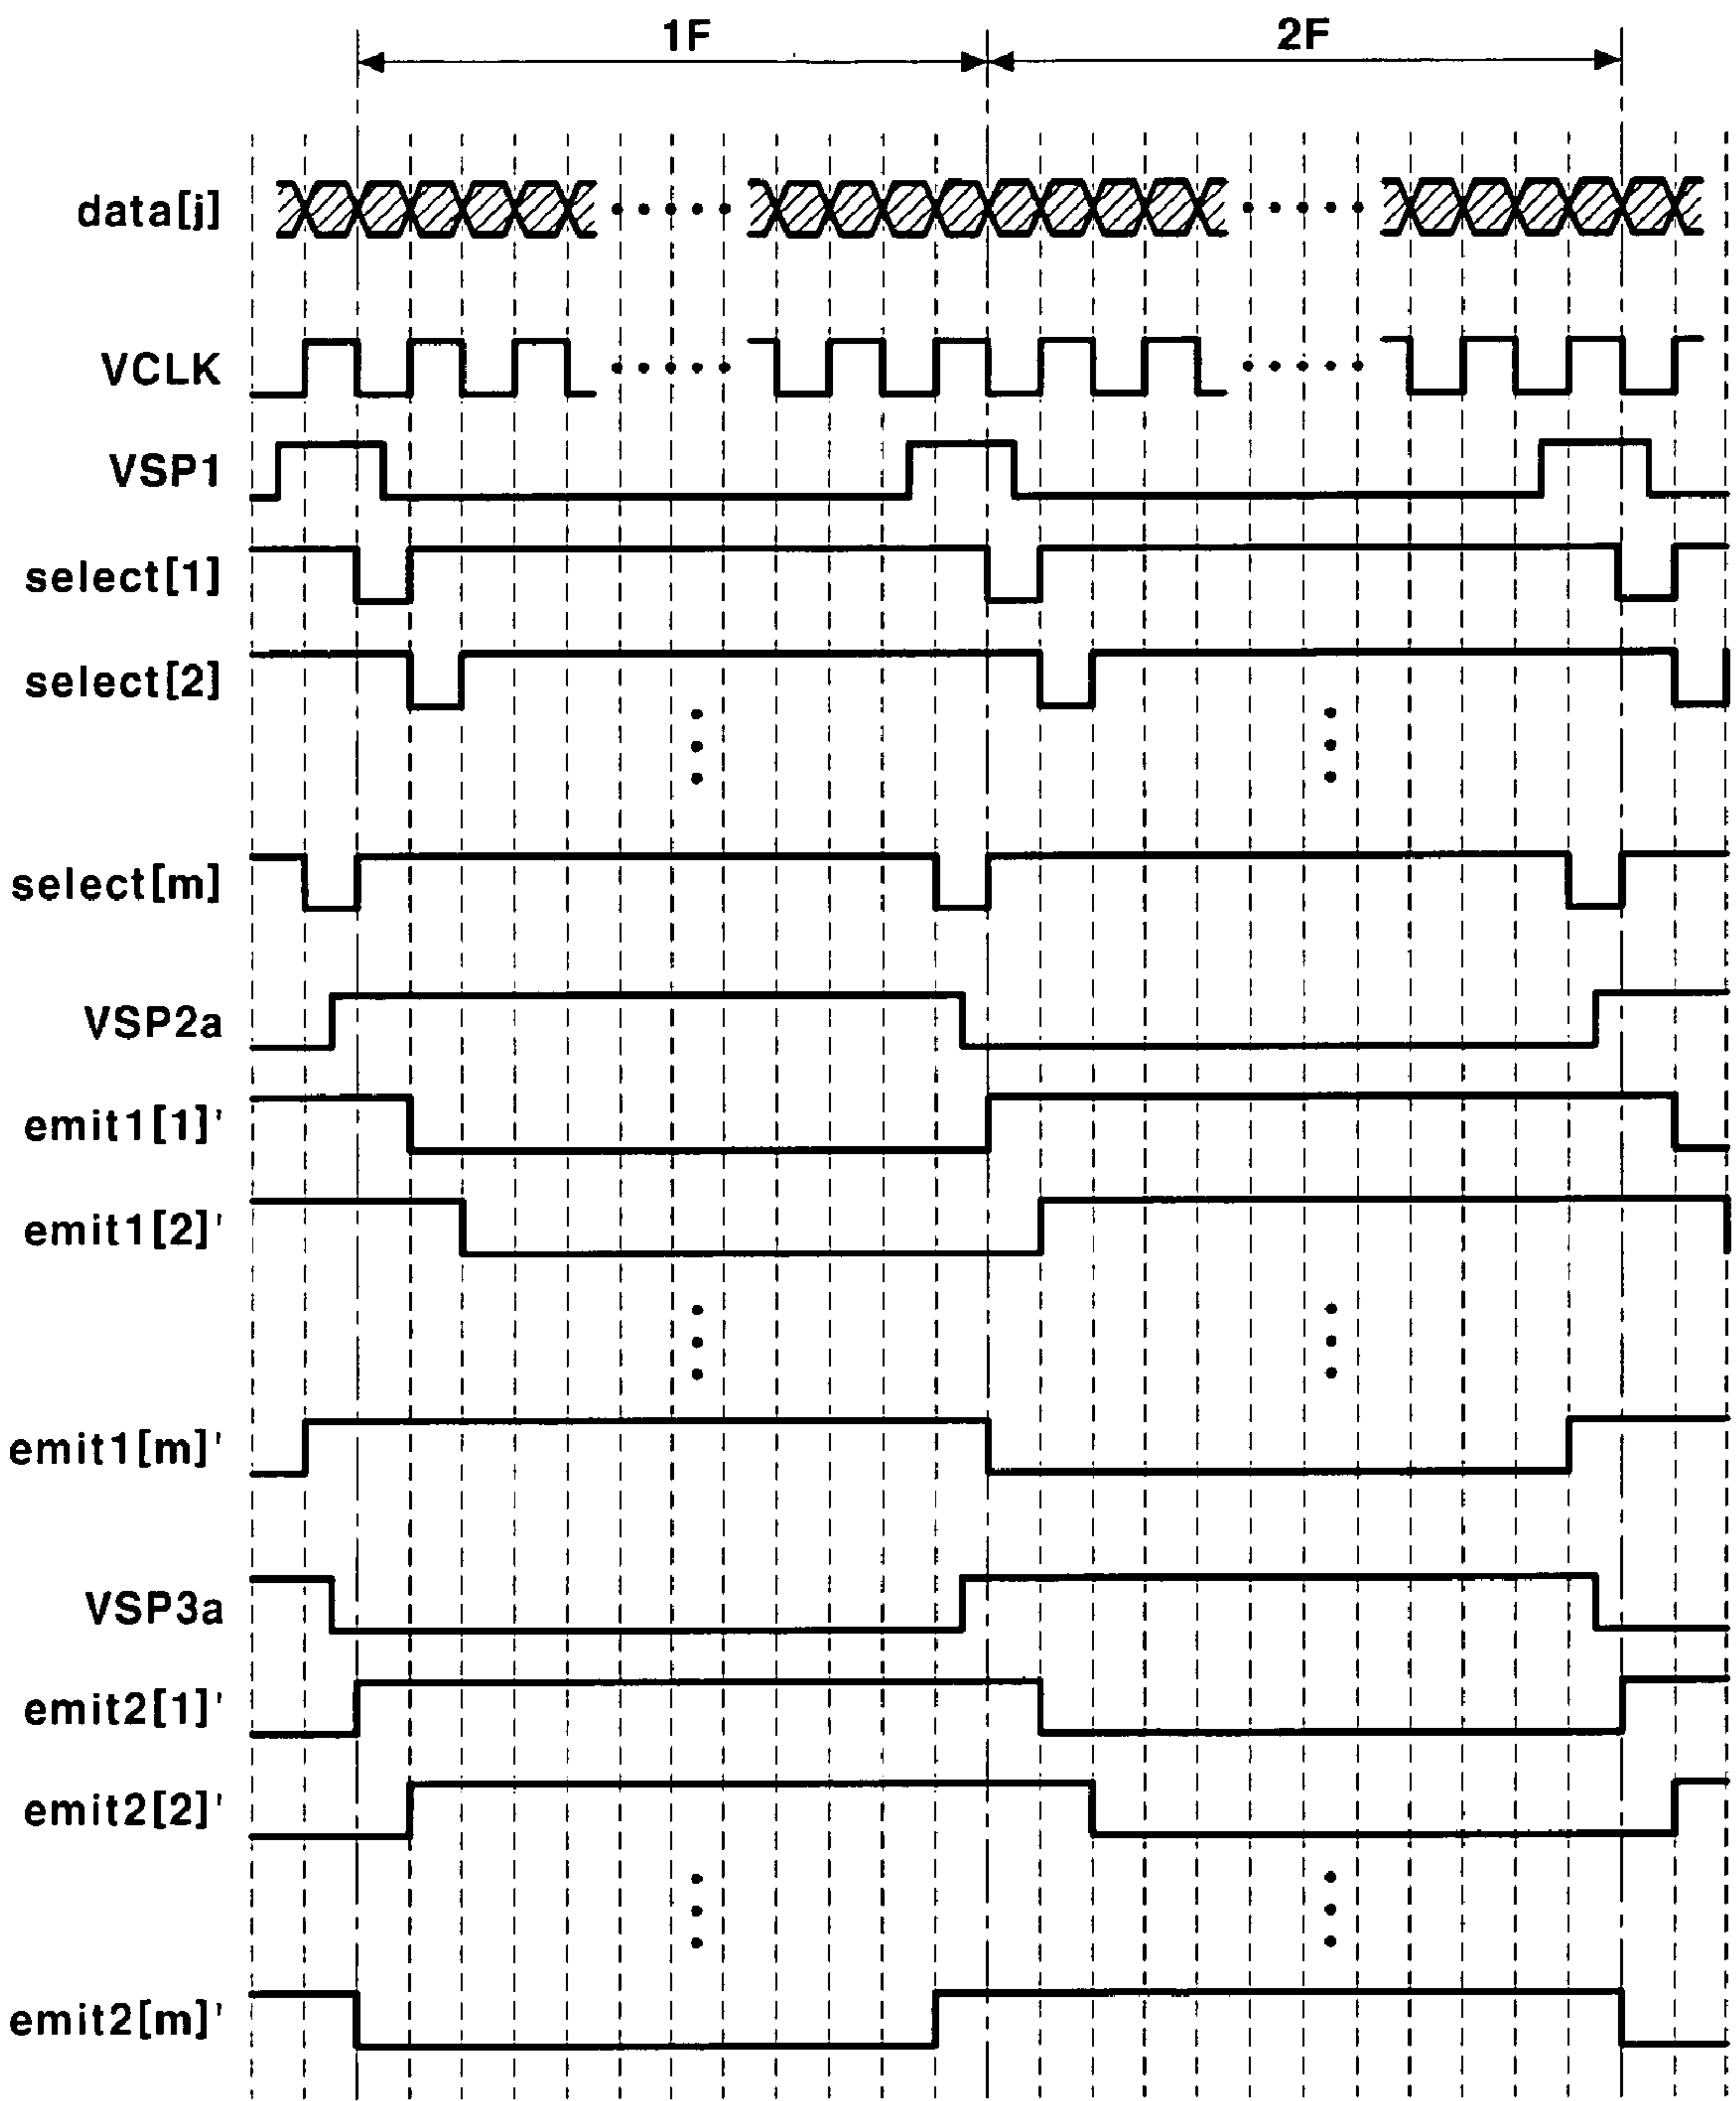 1F 2F
data[j]
VCLK
VSP1
select[1]
select[2]
select[m]
VSP2a
emit1[1]'
emit1[2]'
emit1[m]'
VSP3a
emit2[1]'
emit2[2]'
emit2[m]'